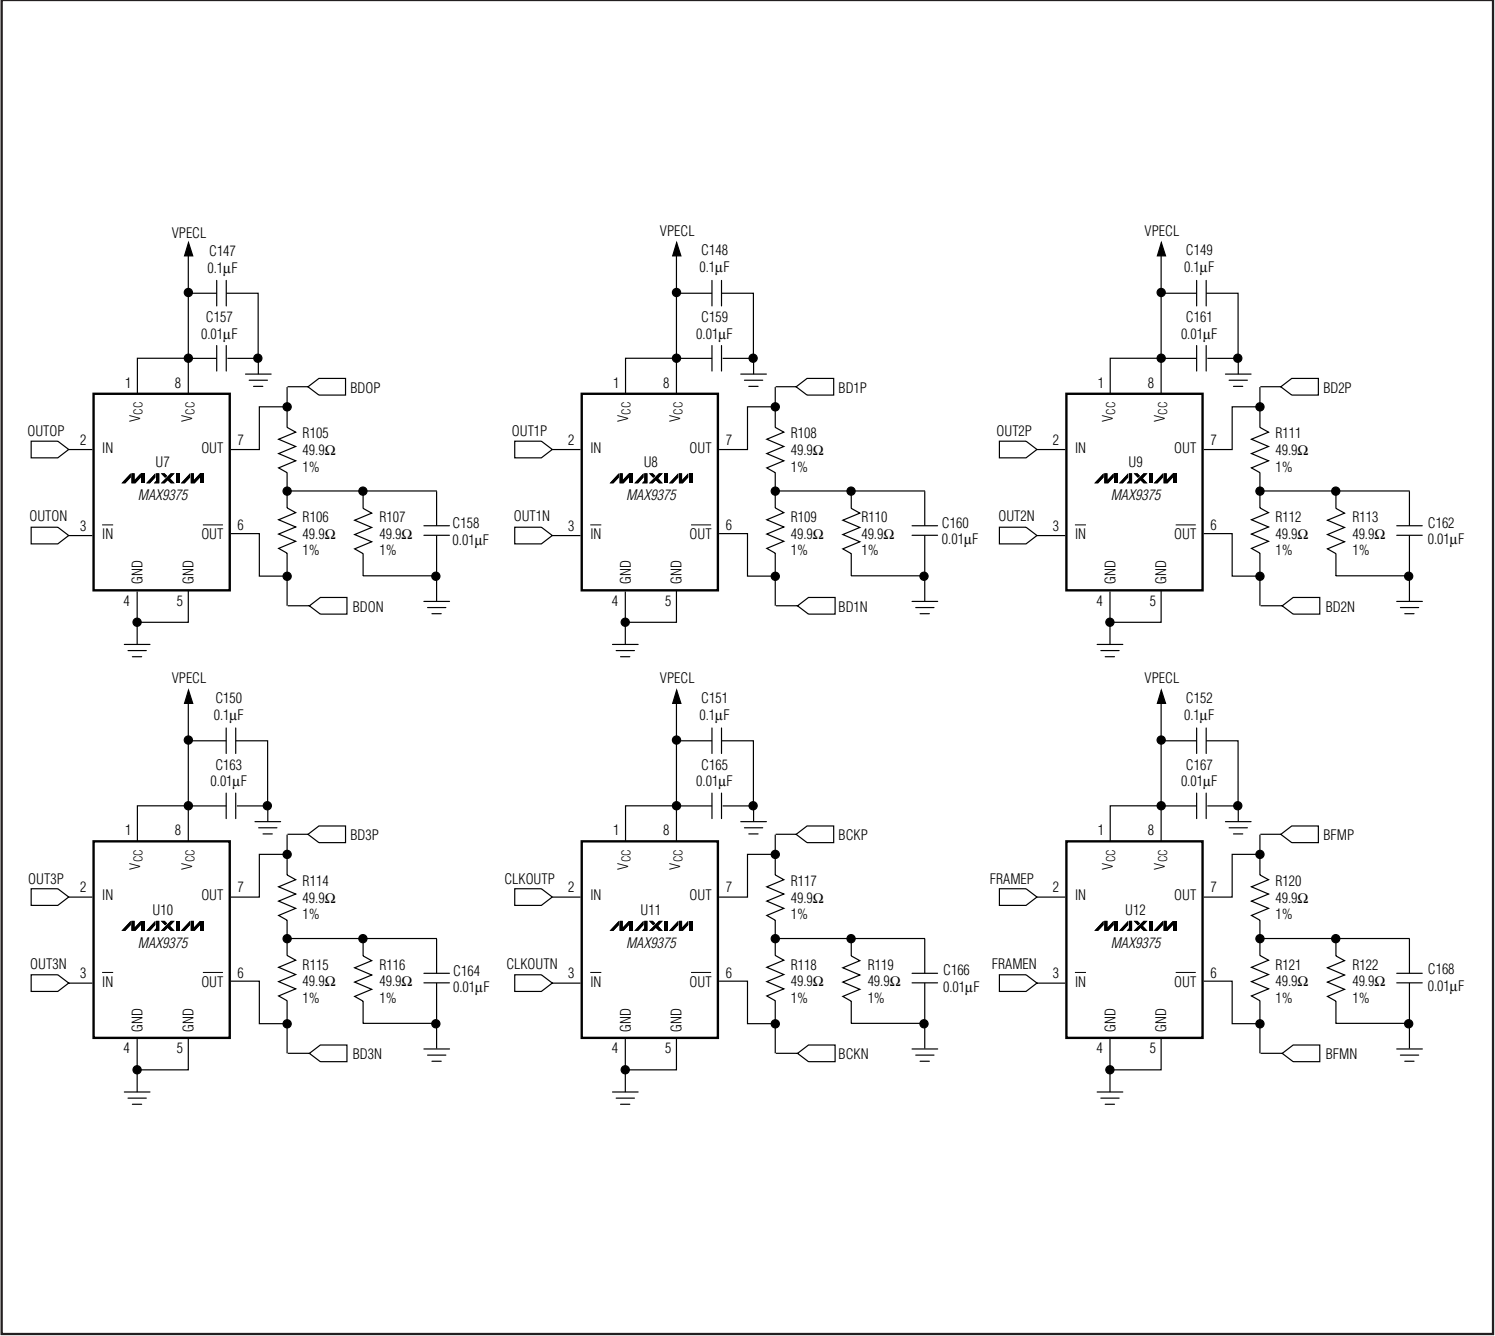 VPECL
C147
0.1µF
C157
0.01µF
1
8
VCC
VCC
BDOP
OUTOP
2
IN
OUT
7
R105
49.9Ω
1%
U7
MAXIM
MAX9375
OUTON
3
IN
OUT
6
R106
49.9Ω
1%
R107
49.9Ω
1%
C158
0.01µF
GND
GND
4
5
BDON
VPECL
C148
0.1µF
C159
0.01µF
1
8
VCC
VCC
BD1P
OUT1P
2
IN
OUT
7
R108
49.9Ω
1%
U8
MAXIM
MAX9375
OUT1N
3
IN
OUT
6
R109
49.9Ω
1%
R110
49.9Ω
1%
C160
0.01µF
GND
GND
4
5
BD1N
VPECL
C149
0.1µF
C161
0.01µF
1
8
VCC
VCC
BD2P
OUT2P
2
IN
OUT
7
R111
49.9Ω
1%
U9
MAXIM
MAX9375
OUT2N
3
IN
OUT
6
R112
49.9Ω
1%
R113
49.9Ω
1%
C162
0.01µF
GND
GND
4
5
BD2N
VPECL
C150
0.1µF
C163
0.01µF
1
8
VCC
VCC
BD3P
OUT3P
2
IN
OUT
7
R114
49.9Ω
1%
U10
MAXIM
MAX9375
OUT3N
3
IN
OUT
6
R115
49.9Ω
1%
R116
49.9Ω
1%
C164
0.01µF
GND
GND
4
5
BD3N
VPECL
C151
0.1µF
C165
0.01µF
1
8
VCC
VCC
BCKP
CLKOUTP
2
IN
OUT
7
R117
49.9Ω
1%
U11
MAXIM
MAX9375
CLKOUTN
3
IN
OUT
6
R118
49.9Ω
1%
R119
49.9Ω
1%
C166
0.01µF
GND
GND
4
5
BCKN
VPECL
C152
0.1µF
C167
0.01µF
1
8
VCC
VCC
BFMP
FRAMEP
2
IN
OUT
7
R120
49.9Ω
1%
U12
MAXIM
MAX9375
FRAMEN
3
IN
OUT
6
R121
49.9Ω
1%
R122
49.9Ω
1%
C168
0.01µF
GND
GND
4
5
BFMN